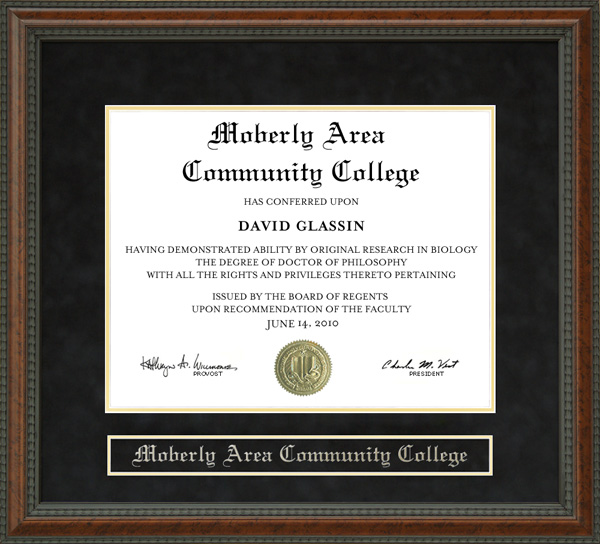 Moberly Area
Community College
HAS CONFERRED UPON
DAVID GLASSIN
HAVING DEMONSTRATED ABILITY BY ORIGINAL RESEARCH IN BIOLOGY
THE DEGREE OF DOCTOR OF PHILOSOPHY
WITH ALL THE RIGHTS AND PRIVILEGES THERETO PERTAINING
ISSUED BY THE BOARD OF REGENTS
UPON RECOMMENDATION OF THE FACULTY
JUNE 14, 2010
PROVOST
Charles M. Vest
PRESIDENT
Moberly Area Community College